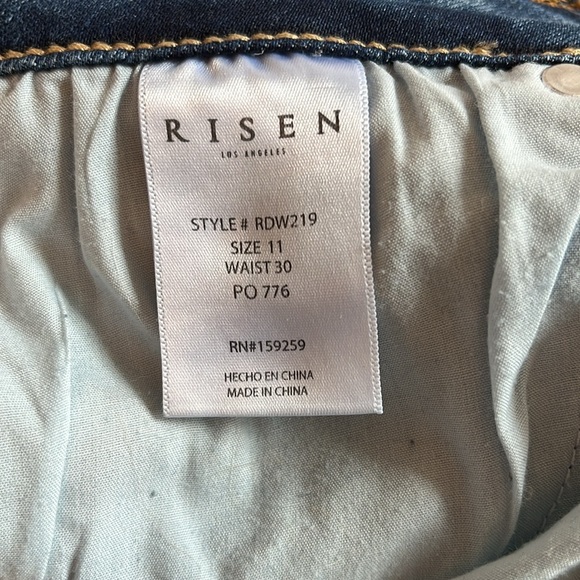 RISEN
LOS ANGELES
STYLE# RDW219
SIZE 11
WAIST 30
PO 776
RN#159259
HECHO EN CHINA
MADE IN CHINA